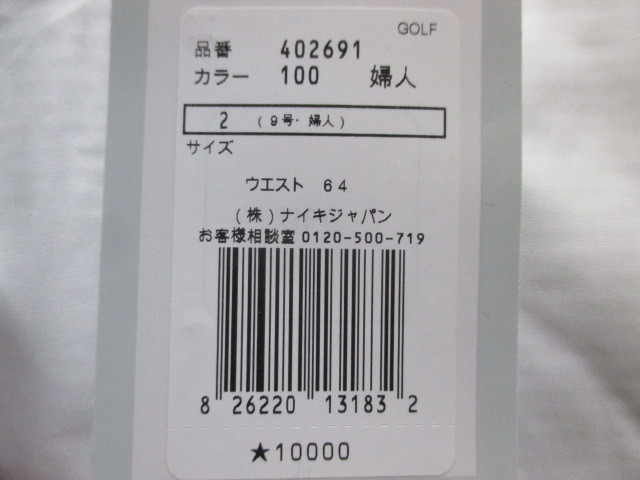 GOLF
品番 402691
カラー 100 婦人
2 (9号・婦人)
サイズ
ウエスト 64
(株)ナイキジャパン
お客様相談室 0120-500-719
8 26220 13183 2
★10000